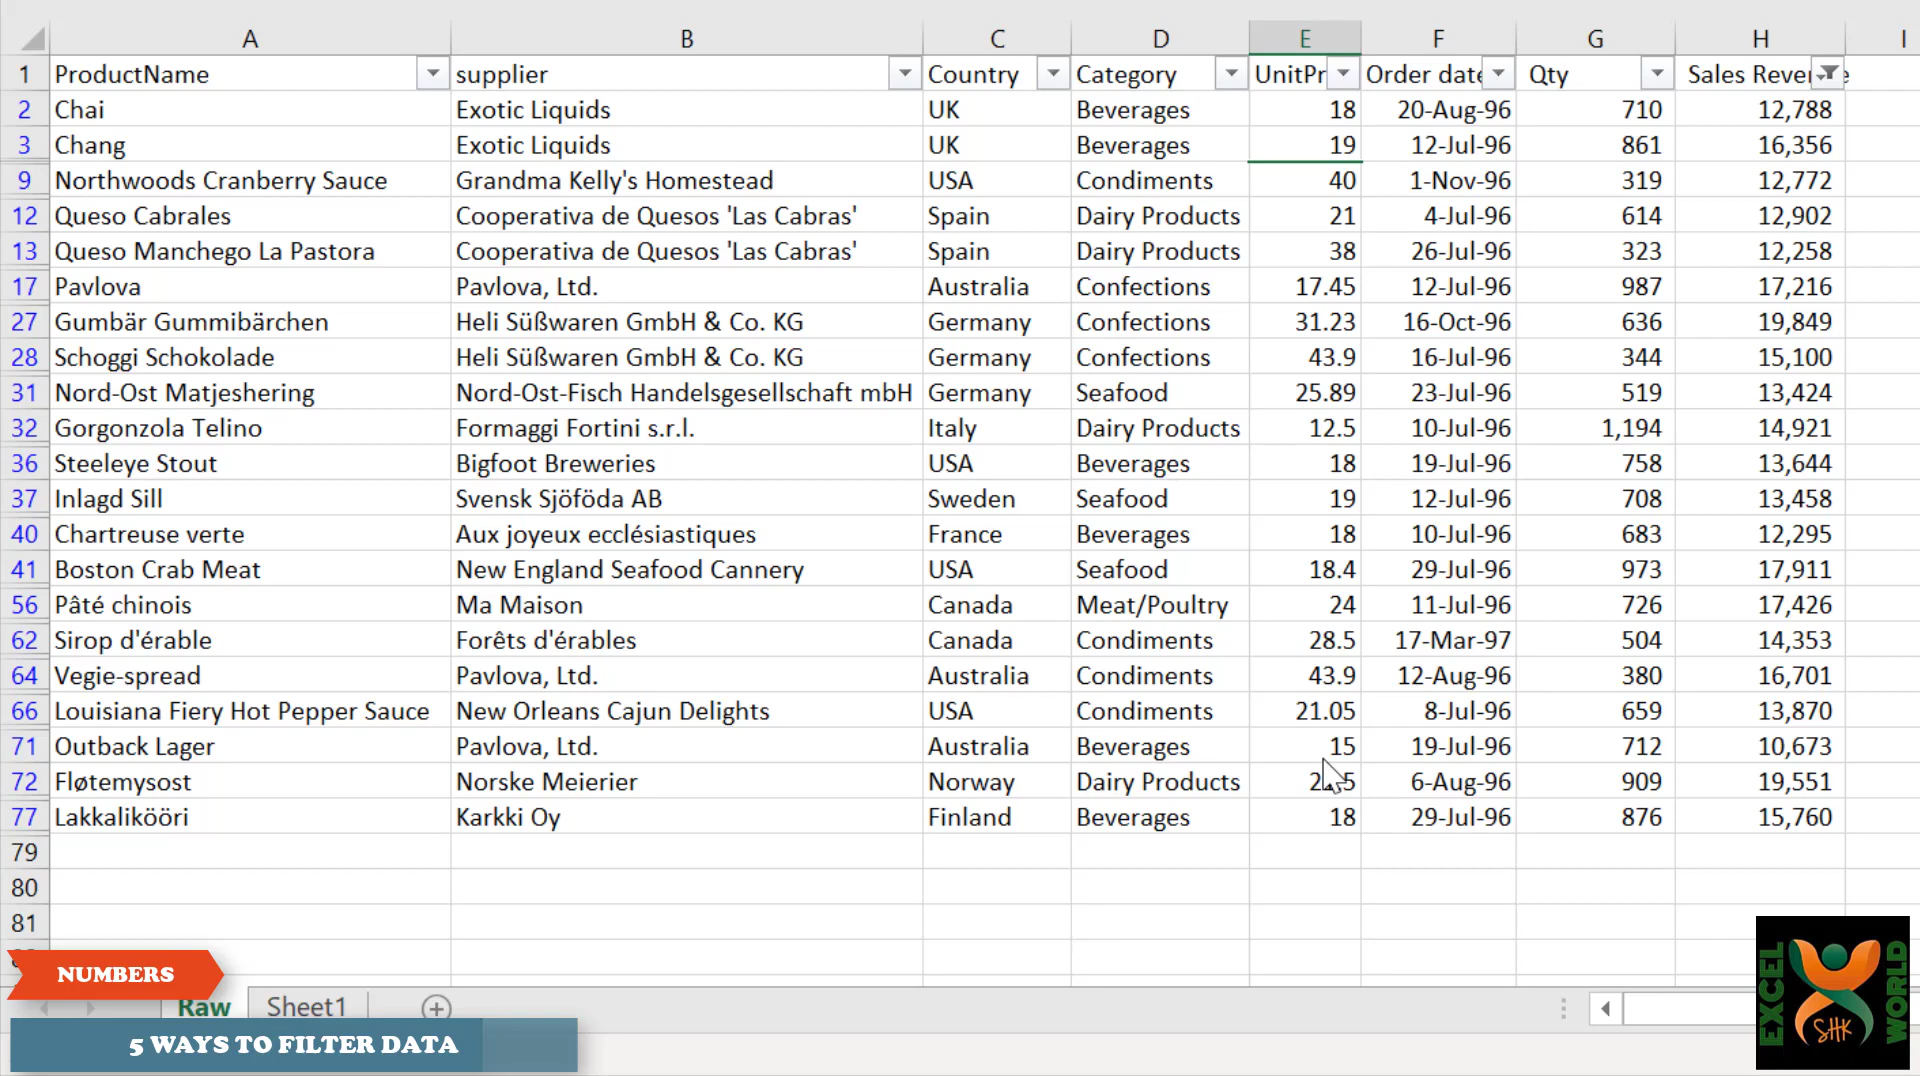 A B C D E F G H I
1 ProductName supplier Country Category UnitPr Order date Qty Sales Reve e
2 Chai Exotic Liquids UK Beverages 18 20-Aug-96 710 12,788
3 Chang Exotic Liquids UK Beverages 19 12-Jul-96 861 16,356
9 Northwoods Cranberry Sauce Grandma Kelly's Homestead USA Condiments 40 1-Nov-96 319 12,772
12 Queso Cabrales Cooperativa de Quesos 'Las Cabras' Spain Dairy Products 21 4-Jul-96 614 12,902
13 Queso Manchego La Pastora Cooperativa de Quesos 'Las Cabras' Spain Dairy Products 38 26-Jul-96 323 12,258
17 Pavlova Pavlova, Ltd. Australia Confections 17.45 12-Jul-96 987 17,216
27 Gumbär Gummibärchen Heli Süßwaren GmbH & Co. KG Germany Confections 31.23 16-Oct-96 636 19,849
28 Schoggi Schokolade Heli Süßwaren GmbH & Co. KG Germany Confections 43.9 16-Jul-96 344 15,100
31 Nord-Ost Matjeshering Nord-Ost-Fisch Handelsgesellschaft mbH Germany Seafood 25.89 23-Jul-96 519 13,424
32 Gorgonzola Telino Formaggi Fortini s.r.l. Italy Dairy Products 12.5 10-Jul-96 1,194 14,921
36 Steeleye Stout Bigfoot Breweries USA Beverages 18 19-Jul-96 758 13,644
37 Inlagd Sill Svensk Sjöföda AB Sweden Seafood 19 12-Jul-96 708 13,458
40 Chartreuse verte Aux joyeux ecclésiastiques France Beverages 18 10-Jul-96 683 12,295
41 Boston Crab Meat New England Seafood Cannery USA Seafood 18.4 29-Jul-96 973 17,911
56 Pâté chinois Ma Maison Canada Meat/Poultry 24 11-Jul-96 726 17,426
62 Sirop d'érable Forêts d'érables Canada Condiments 28.5 17-Mar-97 504 14,353
64 Vegie-spread Pavlova, Ltd. Australia Condiments 43.9 12-Aug-96 380 16,701
66 Louisiana Fiery Hot Pepper Sauce New Orleans Cajun Delights USA Condiments 21.05 8-Jul-96 659 13,870
71 Outback Lager Pavlova, Ltd. Australia Beverages 15 19-Jul-96 712 10,673
72 Fløtemysost Norske Meierier Norway Dairy Products 6-Aug-96 909 19,551
77 Lakkalikööri Karkki Oy Finland Beverages 18 29-Jul-96 876 15,760
79
80
81
NUMBERS
Raw Sheet1
5 WAYS TO FILTER DATA
EXCEL WORLD
SHK